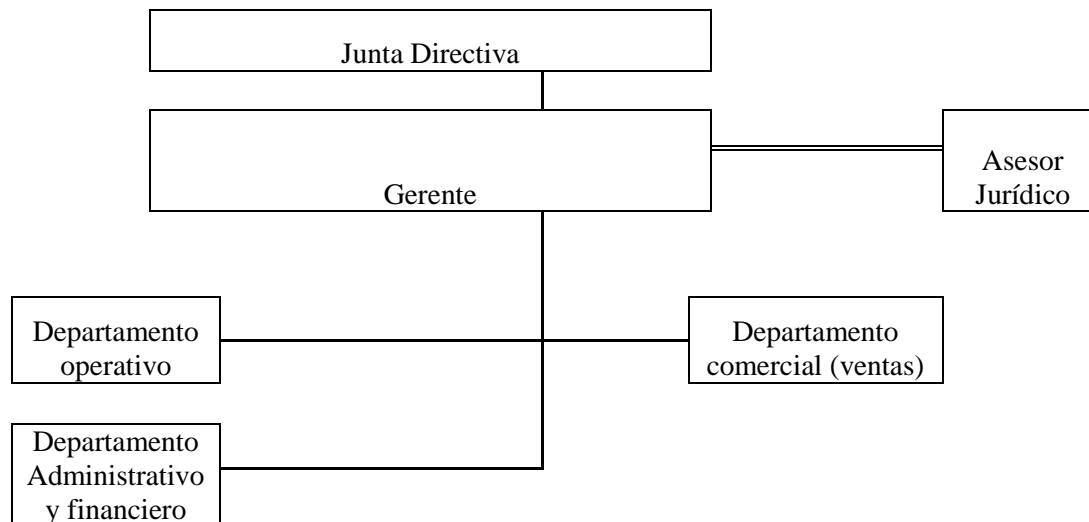 Junta Directiva
Gerente
Asesor
Jurídico
Departamento
operativo
Departamento
comercial (ventas)
Departamento
Administrativo
y financiero